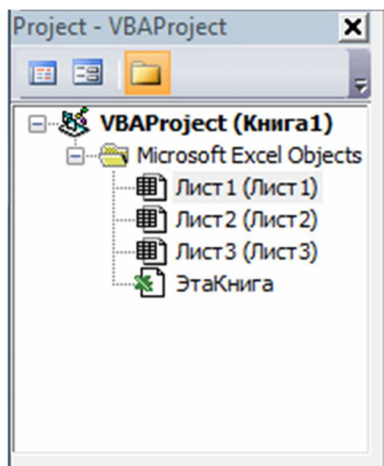 Project - VBAProject
VBAProject (Книга1)
Microsoft Excel Objects
Лист1 (Лист1)
Лист2 (Лист2)
Лист3 (Лист3)
ЭтаКнига